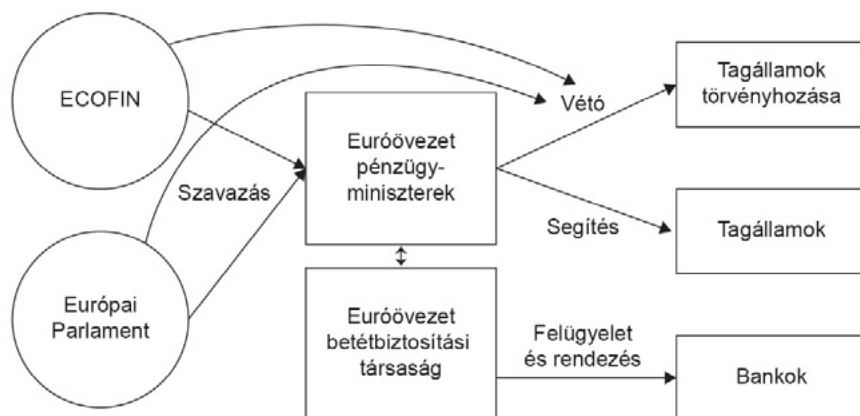 ECOFIN
Szavazás
Európai
Parlament
Euróövezet
pénzügy-
miniszterek
Euróövezet
betétbiztosítási
társaság
Vétó
Segítés
Felügyelet
és rendezés
Tagállamok
törvényhozása
Tagállamok
Bankok